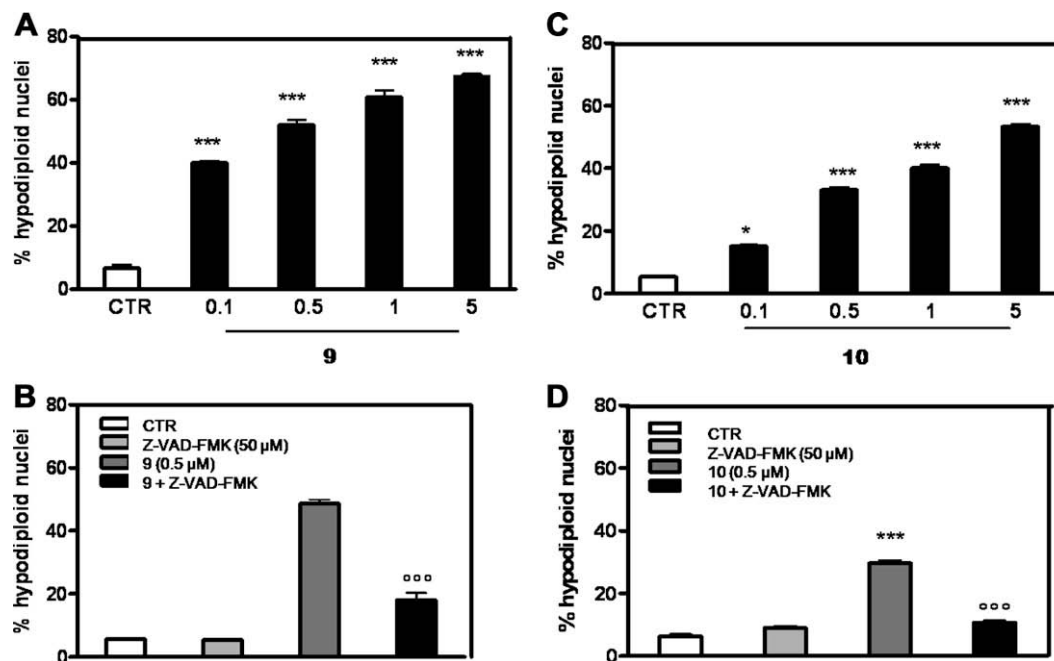 A
% hypodiploid nuclei
80
60
40
20
0
***
***
***
***
CTR 0.1 0.5 1 5
9
C
% hypodipolid nuclei
80
60
40
20
0
*
***
***
***
CTR 0.1 0.5 1 5
10
B
% hypodiploid nuclei
80
60
40
20
0
CTR
Z-VAD-FMK (50 µM)
9 (0.5 µM)
9 + Z-VAD-FMK
°°°
D
% hypodiploid nuclei
80
60
40
20
0
CTR
Z-VAD-FMK (50 µM)
10 (0.5 µM)
10 + Z-VAD-FMK
***
°°°